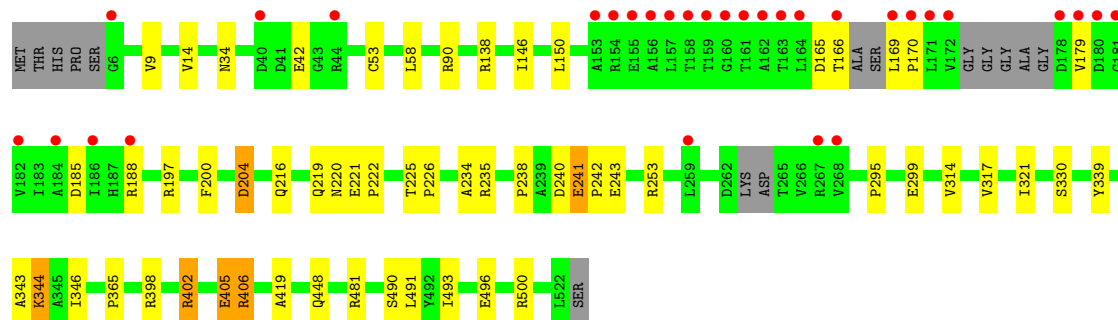 MET THR HIS PRO SER G6 V9 V14 N34 D40 D41 E42 G43 R44 C53 L58 R90 R138 I146 L150 A153 R154 E155 A156 L157 T158 T159 G160 T161 A162 T163 L164 D165 T166 ALA SER L169 P170 L171 V172 GLY GLY GLY ALA GLY D178 V179 D180 G181
V182 I183 A184 D185 I186 H187 R188 R197 F200 D204 Q216 Q219 N220 E221 P222 T225 P226 A234 R235 P238 A239 D240 E241 P242 E243 R253 L259 D262 LYS ASP T265 V266 R267 V268 P295 E299 V314 V317 I321 S330 Y339
A343 K344 A345 I346 P365 R398 R402 E405 R406 A419 Q448 R481 S490 L491 Y492 I493 E496 R500 L522 SER